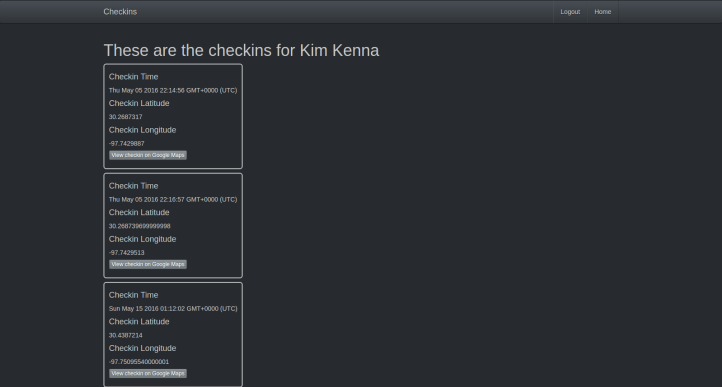 Checkins
Logout Home
These are the checkins for Kim Kenna
Checkin Time
Thu May 05 2016 22:14:56 GMT+0000 (UTC)
Checkin Latitude
30.2687317
Checkin Longitude
-97.7429887
View checkin on Google Maps
Checkin Time
Thu May 05 2016 22:16:57 GMT+0000 (UTC)
Checkin Latitude
30.268739699999998
Checkin Longitude
-97.7429513
View checkin on Google Maps
Checkin Time
Sun May 15 2016 01:12:02 GMT+0000 (UTC)
Checkin Latitude
30.4387214
Checkin Longitude
-97.75095540000001
View checkin on Google Maps